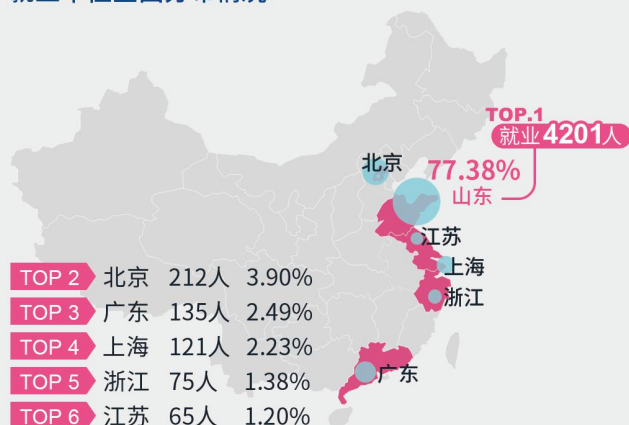 TOP.1
就业4201人
北京
77.38%
山东
江苏
上海
浙江
广东
TOP 2 北京 212人 3.90%
TOP 3 广东 135人 2.49%
TOP 4 上海 121人 2.23%
TOP 5 浙江 75人 1.38%
TOP 6 江苏 65人 1.20%